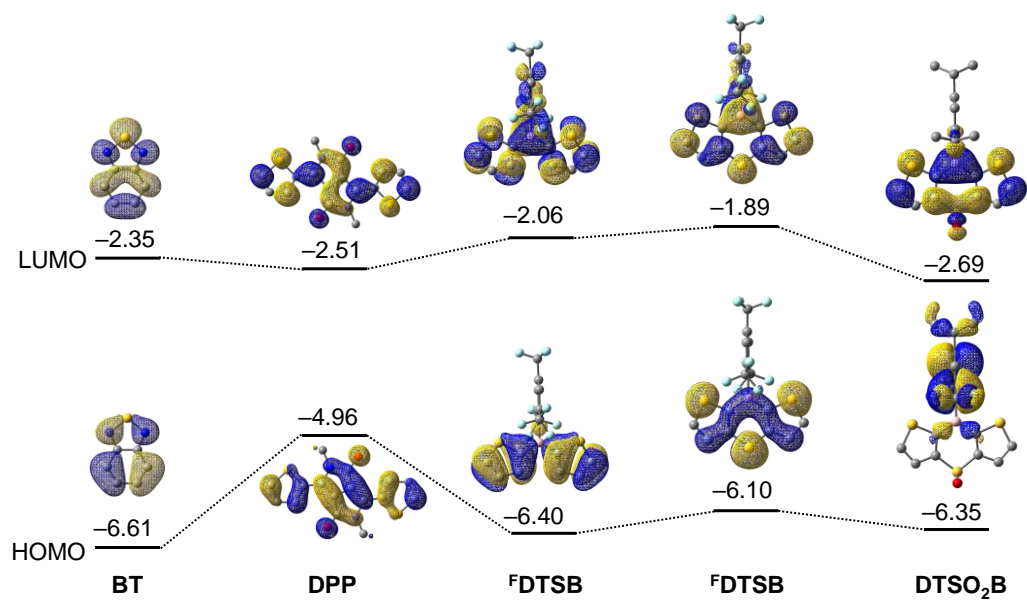 –2.35
–2.51
–2.06
–1.89
–2.69
LUMO
–6.61
–4.96
–6.40
–6.10
–6.35
HOMO
BT
DPP
ᶠDTSB
ᶠDTSB
DTSO₂B